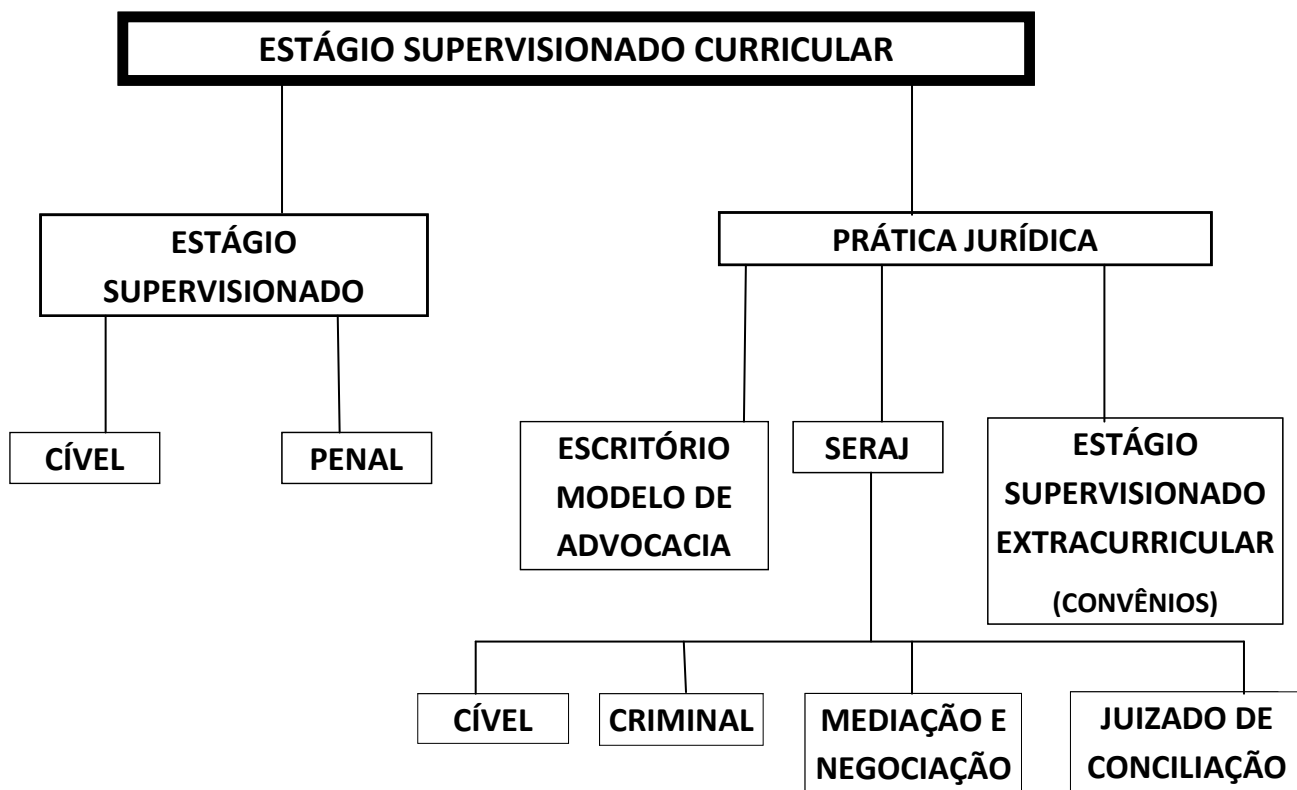 ESTÁGIO SUPERVISIONADO CURRICULAR
ESTÁGIO
SUPERVISIONADO
PRÁTICA JURÍDICA
CÍVEL
PENAL
ESCRITÓRIO
MODELO DE
ADVOCACIA
SERAJ
ESTÁGIO
SUPERVISIONADO
EXTRACURRICULAR
(CONVÊNIOS)
CÍVEL
CRIMINAL
MEDIAÇÃO E
NEGOCIAÇÃO
JUIZADO DE
CONCILIAÇÃO